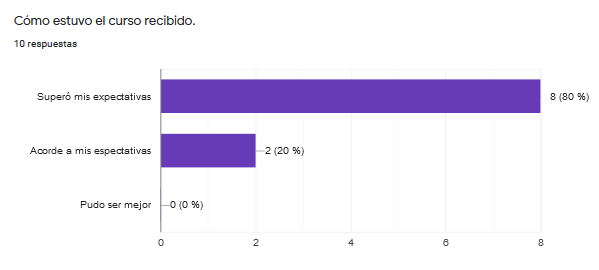 Cómo estuvo el curso recibido.
10 respuestas
Superó mis expectativas
8 (80 %)
Acorde a mis espectativas
2 (20 %)
Pudo ser mejor
0 (0 %)
0 2 4 6 8